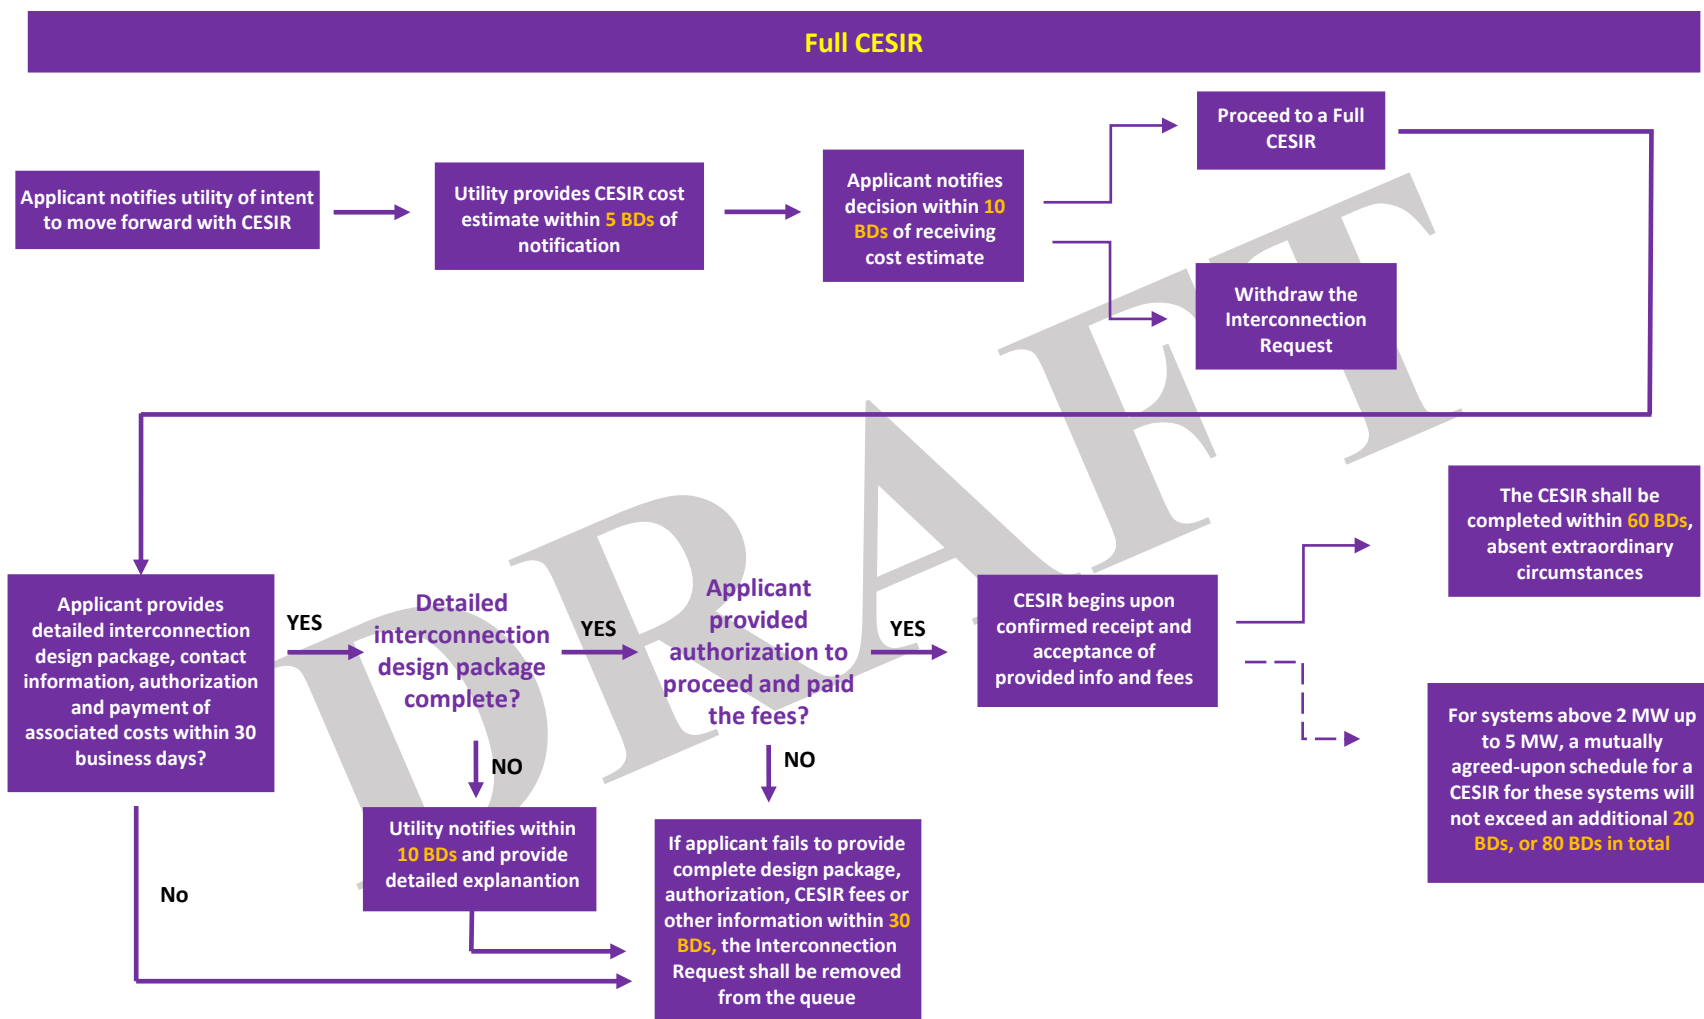 Full CESIR
Applicant notifies utility of intent
to move forward with CESIR
Utility provides CESIR cost
estimate within 5 BDs of
notification
Applicant notifies
decision within 10
BDs of receiving
cost estimate
Proceed to a Full
CESIR
Withdraw the
Interconnection
Request
Applicant provides
detailed interconnection
design package, contact
information, authorization
and payment of
associated costs within 30
business days?
YES
Detailed
interconnection
design package
complete?
YES
Applicant
provided
authorization to
proceed and paid
the fees?
YES
CESIR begins upon
confirmed receipt and
acceptance of
provided info and fees
The CESIR shall be
completed within 60 BDs,
absent extraordinary
circumstances
For systems above 2 MW up
to 5 MW, a mutually
agreed-upon schedule for a
CESIR for these systems will
not exceed an additional 20
BDs, or 80 BDs in total
NO
NO
Utility notifies within
10 BDs and provide
detailed explanantion
No
If applicant fails to provide
complete design package,
authorization, CESIR fees or
other information within 30
BDs, the Interconnection
Request shall be removed
from the queue
DRAFT